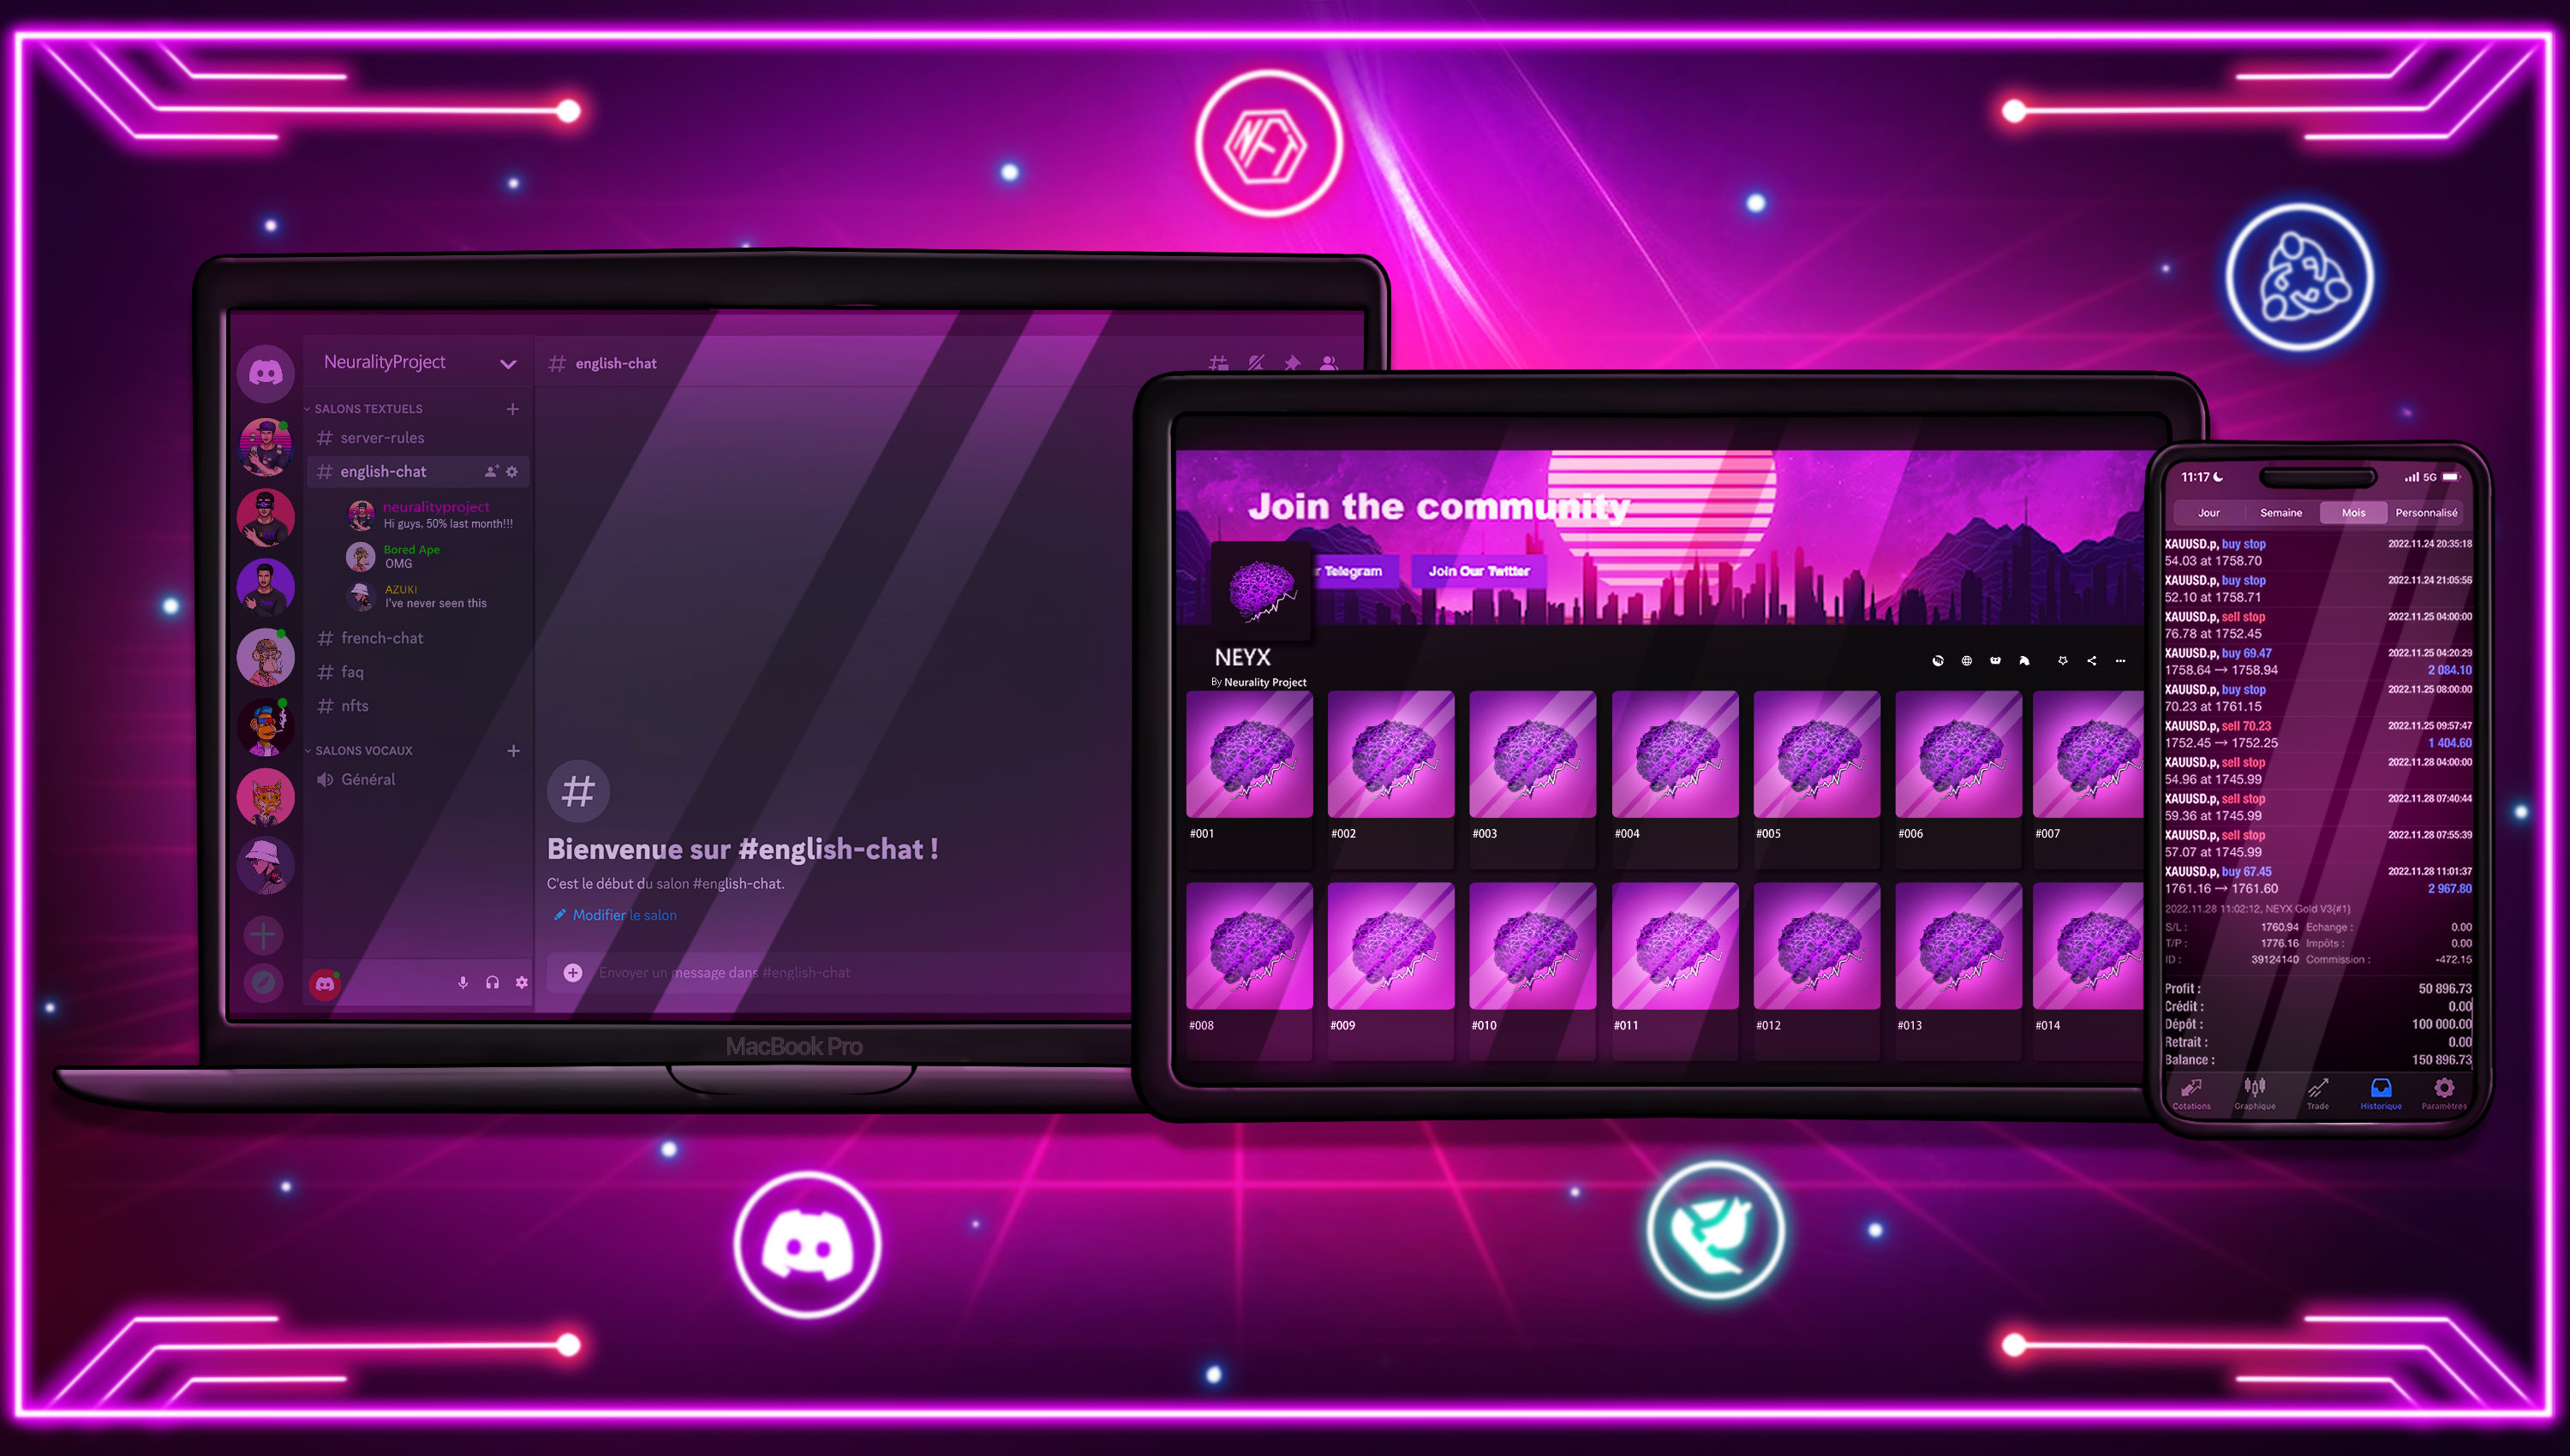 NFT
NeuralityProject
SALONS TEXTUELS
server-rules
english-chat
neuralityproject
Hi guys, 50% last month!!!
Bored Ape
OMG
AZUKI
I've never seen this
# french-chat
# faq
# nfts
SALONS VOCAUX
Général
# english-chat
#
Bienvenue sur #english-chat !
C'est le début du salon #english-chat.
Modifier le salon
Envoyer un message dans #english-chat
MacBook Pro
Join the community
r Telegram
Join Our Twitter
NEYX
By Neurality Project
#001 #002 #003 #004 #005 #006 #007
#008 #009 #010 #011 #012 #013 #014
11:17 5G
Jour Semaine Mois Personnalisé
XAUUSD.p, buy stop 2022.11.24 20:35:18
54.03 at 1758.70
XAUUSD.p, buy stop 2022.11.24 21:05:56
52.10 at 1758.71
XAUUSD.p, sell stop 2022.11.25 04:00:00
76.78 at 1752.45
XAUUSD.p, buy 69.47 2022.11.25 04:20:29
1758.64 → 1758.94 2 084.10
XAUUSD.p, buy stop 2022.11.25 08:00:00
70.23 at 1761.15
XAUUSD.p, sell 70.23 2022.11.25 09:57:47
1752.45 → 1752.25 1 404.60
XAUUSD.p, sell stop 2022.11.28 04:00:00
54.96 at 1745.99
XAUUSD.p, sell stop 2022.11.28 07:40:44
59.36 at 1745.99
XAUUSD.p, sell stop 2022.11.28 07:55:39
57.07 at 1745.99
XAUUSD.p, buy 67.45 2022.11.28 11:01:37
1761.16 → 1761.60 2 967.80
2022.11.28 11:02:12, NEYX Gold V3(#1)
S/L : 1760.94 Echange : 0.00
T/P : 1776.16 Impôts : 0.00
ID : 39124140 Commission : -472.15
Profit : 50 896.73
Crédit : 0.00
Dépôt : 100 000.00
Retrait : 0.00
Balance : 150 896.73
Cotations Graphique Trade Historique Paramètres